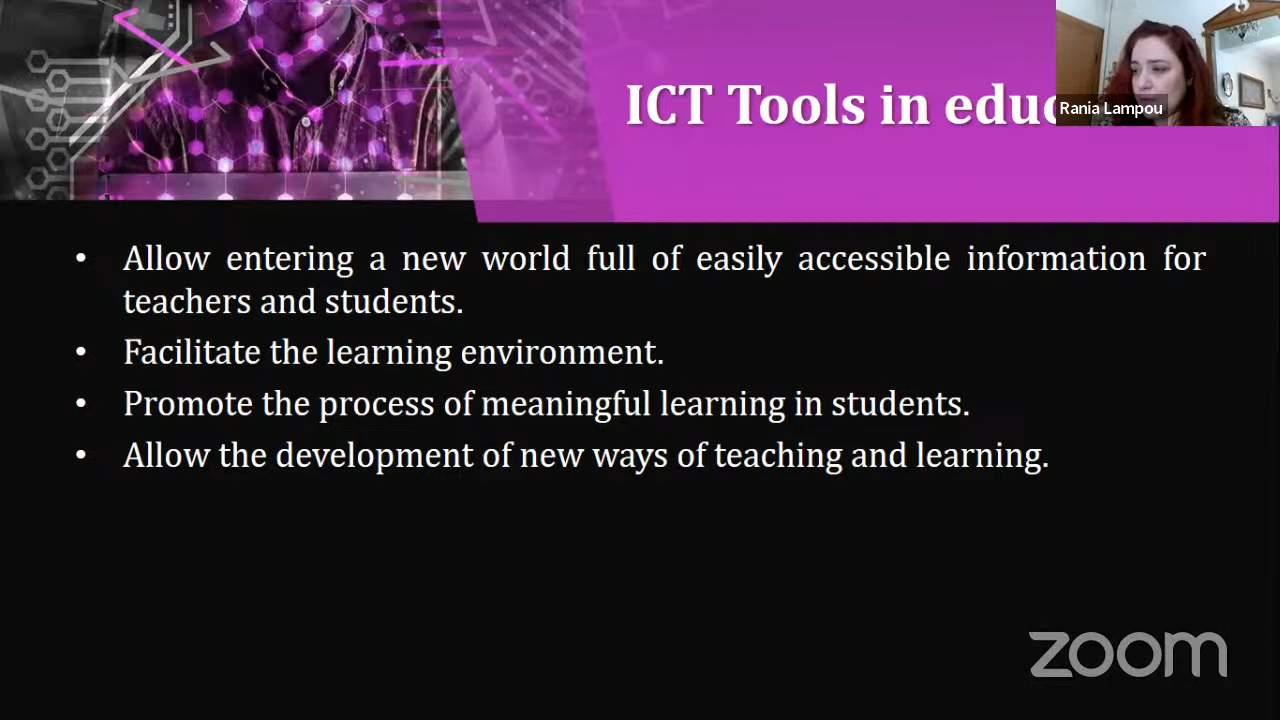 ICT Tools in educ
Rania Lampou
• Allow entering a new world full of easily accessible information for
teachers and students.
• Facilitate the learning environment.
• Promote the process of meaningful learning in students.
• Allow the development of new ways of teaching and learning.
zoom